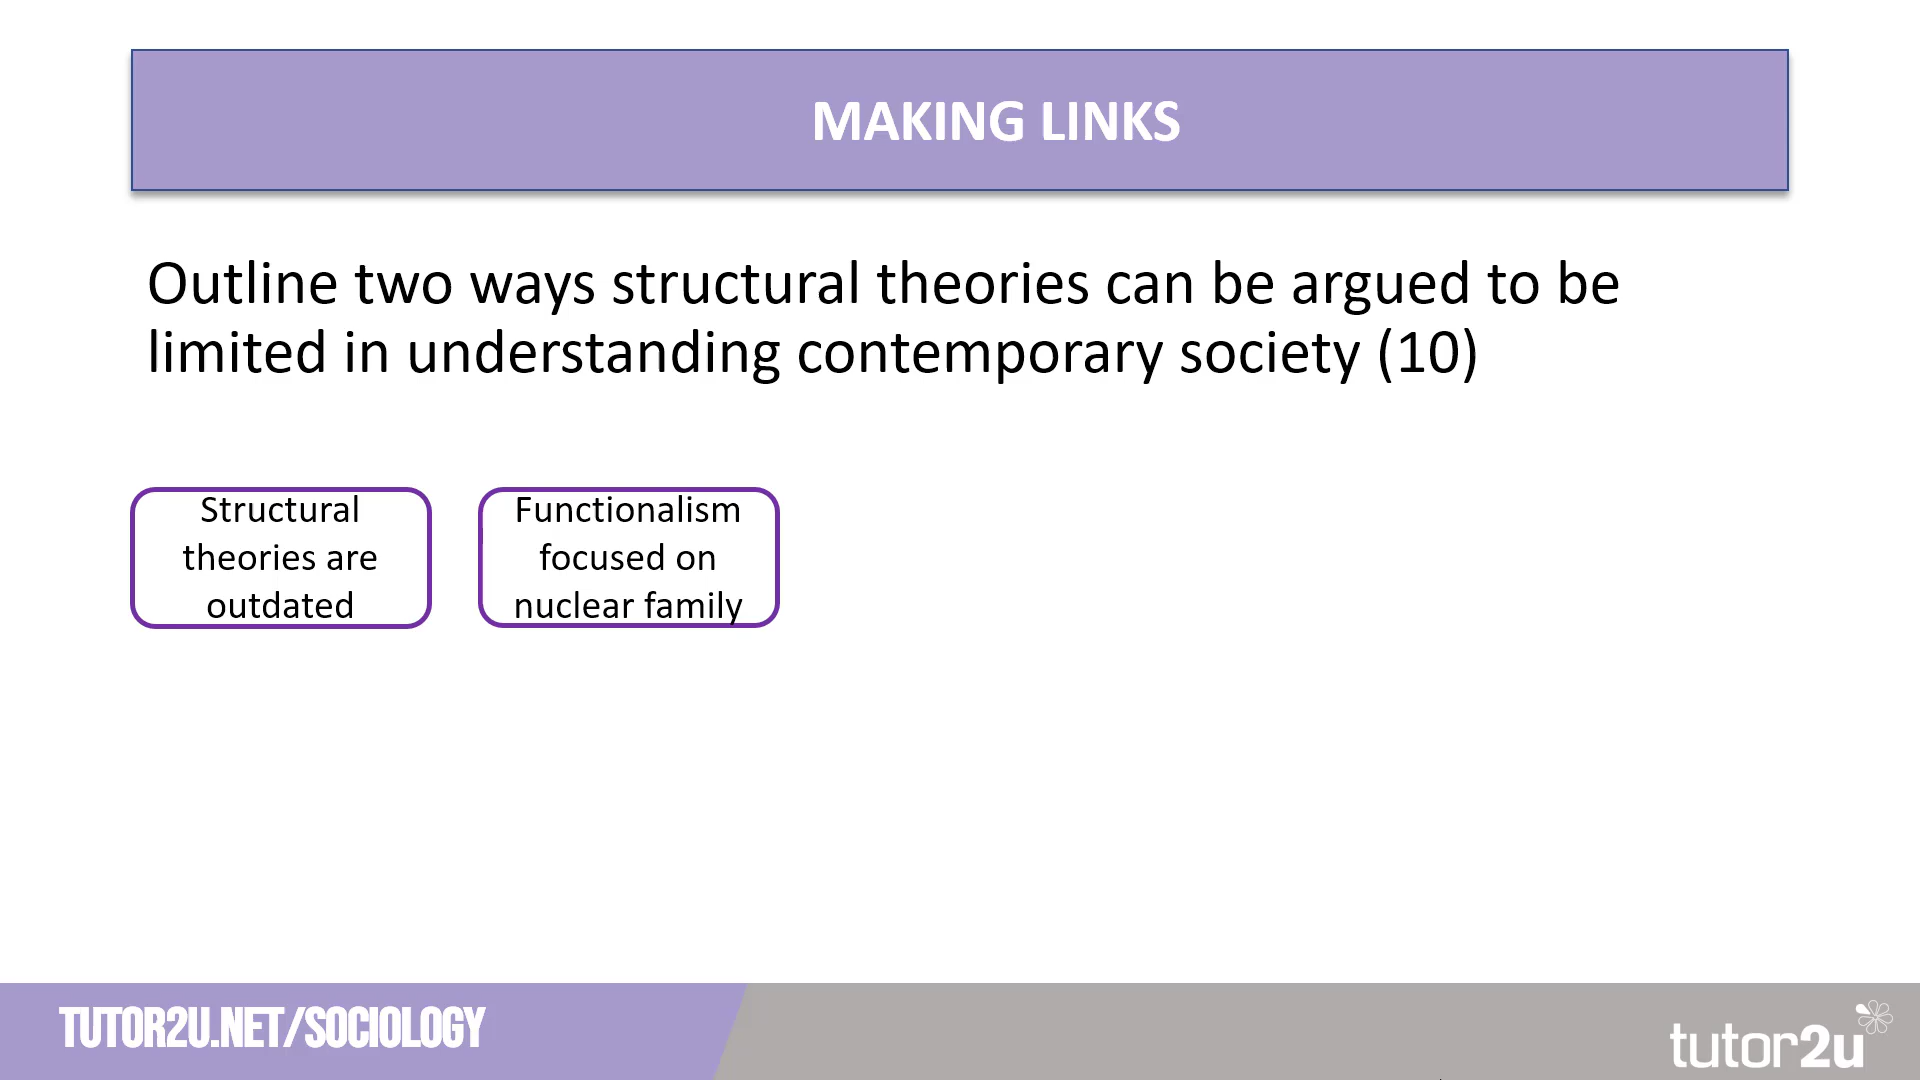 MAKING LINKS
Outline two ways structural theories can be argued to be
limited in understanding contemporary society (10)
Structural
theories are
outdated
Functionalism
focused on
nuclear family
TUTOR2U.NET/SOCIOLOGY
tutor2u